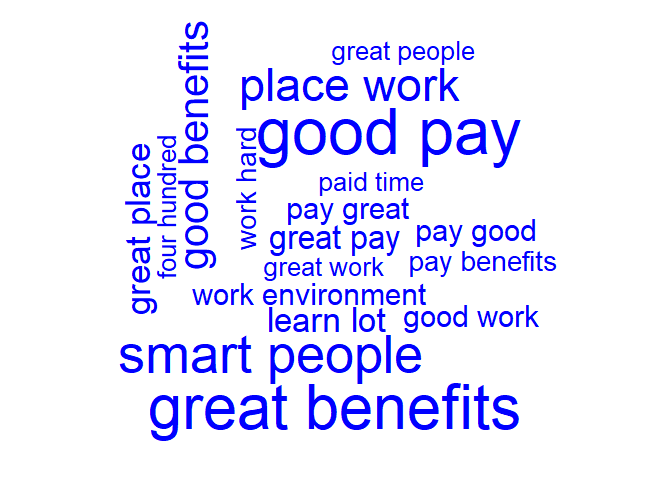 great people
place work
good pay
good benefits
great place
four hundred
work hard
paid time
pay great
great pay
pay good
great work
pay benefits
work environment
learn lot
good work
smart people
great benefits